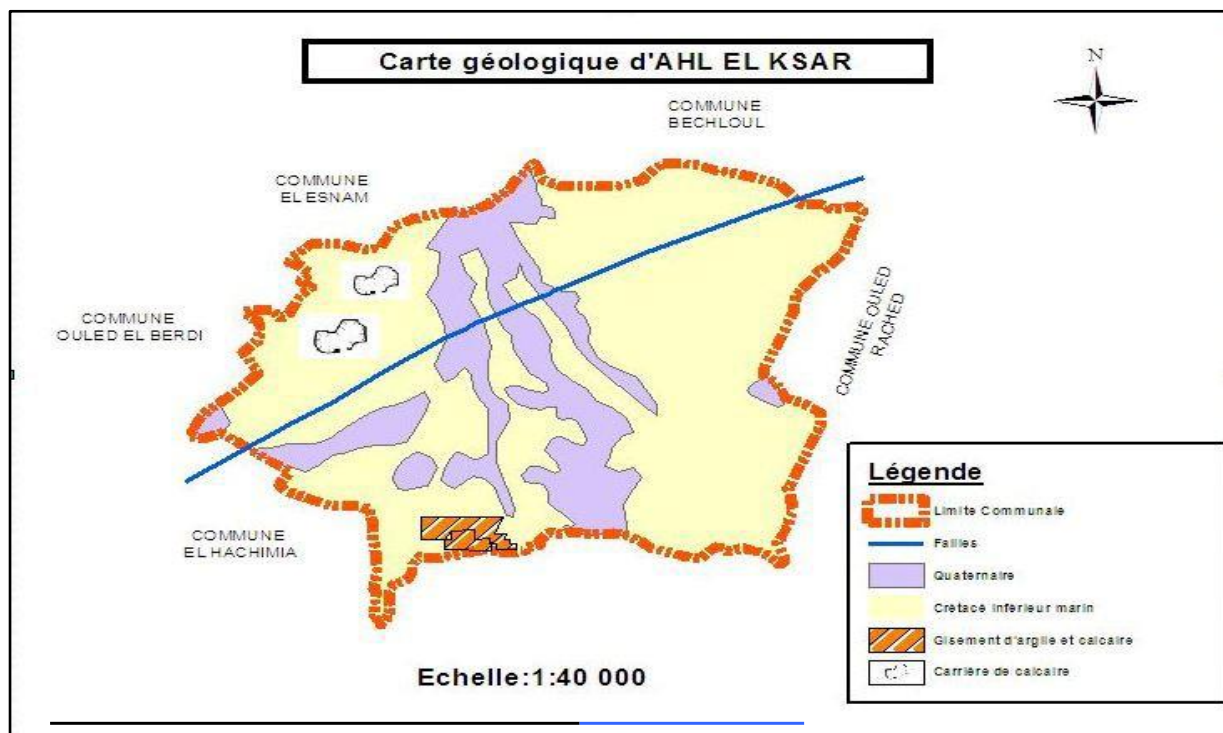 Carte géologique d'AHL EL KSAR
N
COMMUNE
BECHLOUL
COMMUNE
EL ESNAM
COMMUNE
OULED EL BERDI
COMMUNE OULED
RACHED
COMMUNE
EL HACHIMIA
Légende
Limite Communale
Failles
Quaternaire
Crétacé inférieur marin
Gisement d'argile et calcaire
Carrière de calcaire
Echelle:1:40 000